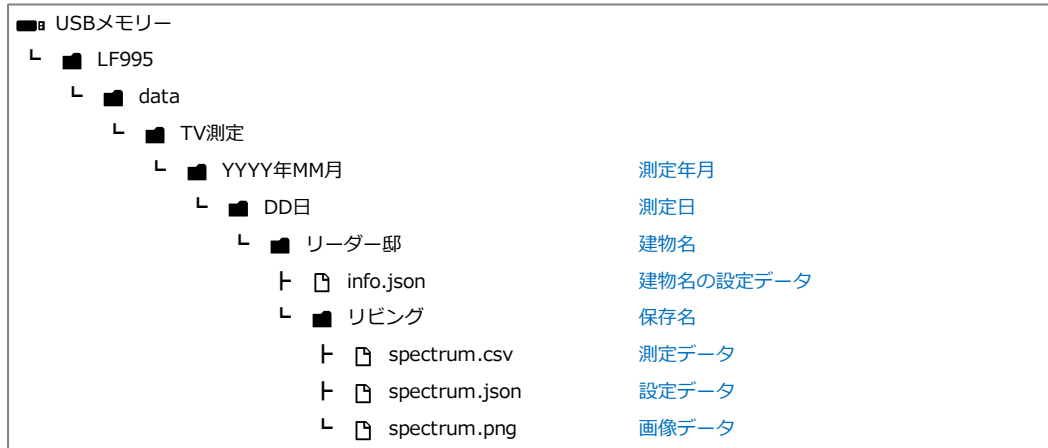 USBメモリー
LF995
data
TV測定
YYYY年MM月 測定年月
DD日 測定日
リーダー邸 建物名
info.json 建物名の設定データ
リビング 保存名
spectrum.csv 測定データ
spectrum.json 設定データ
spectrum.png 画像データ